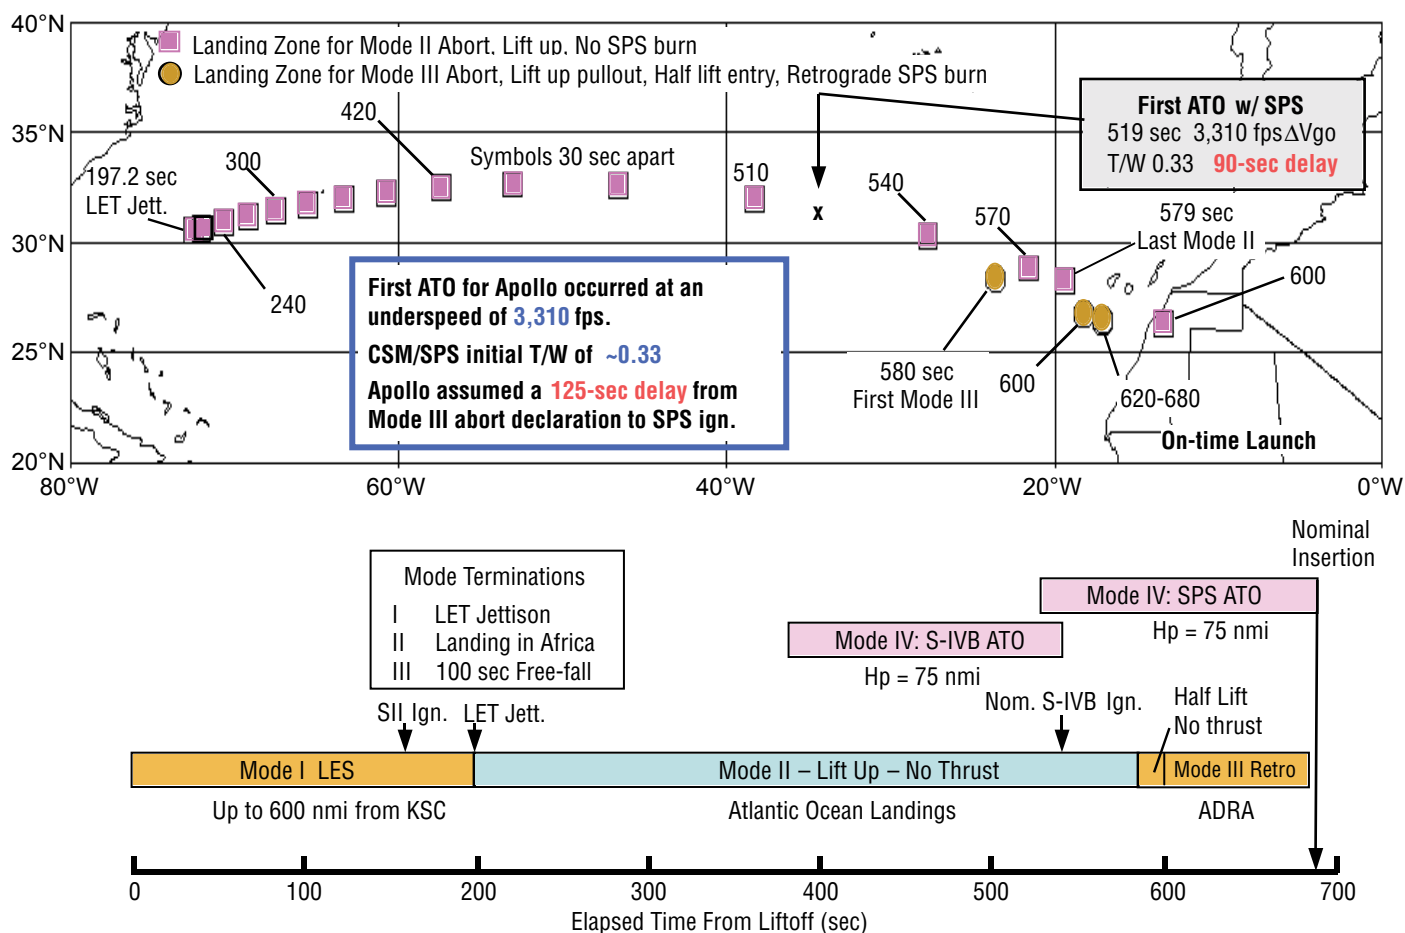 40°N
Landing Zone for Mode II Abort, Lift up, No SPS burn
Landing Zone for Mode III Abort, Lift up pullout, Half lift entry, Retrograde SPS burn
First ATO w/ SPS
519 sec 3,310 fps∆Vgo
T/W 0.33 90-sec delay
35°N
420
Symbols 30 sec apart
300
197.2 sec
LET Jett.
510
540
570
579 sec
Last Mode II
x
30°N
240
600
First ATO for Apollo occurred at an
underspeed of 3,310 fps.
CSM/SPS initial T/W of ~0.33
Apollo assumed a 125-sec delay from
Mode III abort declaration to SPS ign.
25°N
580 sec
First Mode III
600
620-680
On-time Launch
20°N
80°W 60°W 40°W 20°W 0°W
Nominal
Insertion
Mode Terminations
I LET Jettison
II Landing in Africa
III 100 sec Free-fall
Mode IV: SPS ATO
Hp = 75 nmi
Mode IV: S-IVB ATO
Hp = 75 nmi
SII Ign. LET Jett.
Nom. S-IVB Ign.
Half Lift
No thrust
Mode I LES
Mode II – Lift Up – No Thrust
Mode III Retro
Up to 600 nmi from KSC
Atlantic Ocean Landings
ADRA
0 100 200 300 400 500 600 700
Elapsed Time From Liftoff (sec)